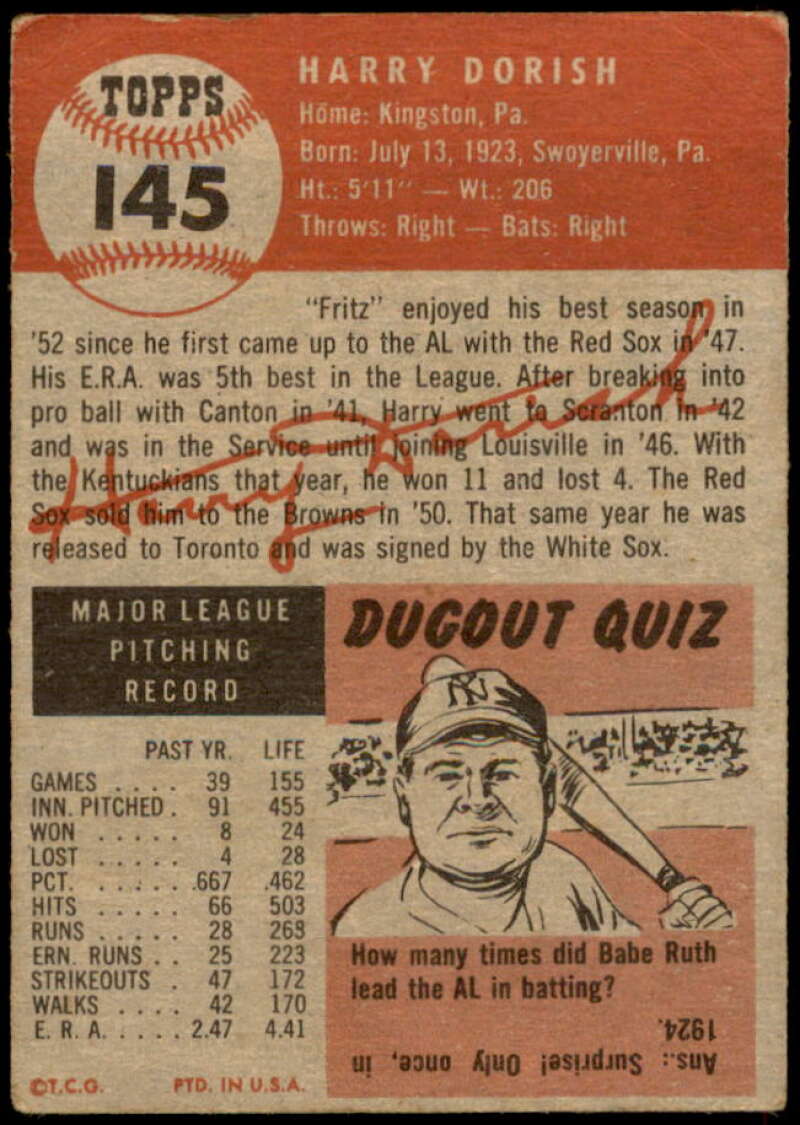 TOPPS
145
HARRY DORISH
Home: Kingston, Pa.
Born: July 13, 1923, Swoyerville, Pa.
Ht.: 5'11" — Wt.: 206
Throws: Right — Bats: Right
"Fritz" enjoyed his best season in
'52 since he first came up to the AL with the Red Sox in '47.
His E.R.A. was 5th best in the League. After breaking into
pro ball with Canton in '41, Harry went to Scranton in '42
and was in the Service until joining Louisville in '46. With
the Kentuckians that year, he won 11 and lost 4. The Red
Sox sold him to the Browns in '50. That same year he was
released to Toronto and was signed by the White Sox.
Harry Dorish
MAJOR LEAGUE
PITCHING
RECORD
PAST YR. LIFE
GAMES . . . . 39 155
INN. PITCHED . 91 455
WON . . . . . 8 24
LOST . . . . . 4 28
PCT. . . . . . .667 .462
HITS . . . . . 66 503
RUNS . . . . . 28 263
ERN. RUNS . . 25 223
STRIKEOUTS . 47 172
WALKS . . . . 42 170
E. R. A. . . . . 2.47 4.41
©T.C.G. PTD. IN U.S.A.
DUGOUT QUIZ
NY
How many times did Babe Ruth
lead the AL in batting?
Ans.: Surprise! Only once, in
1924.